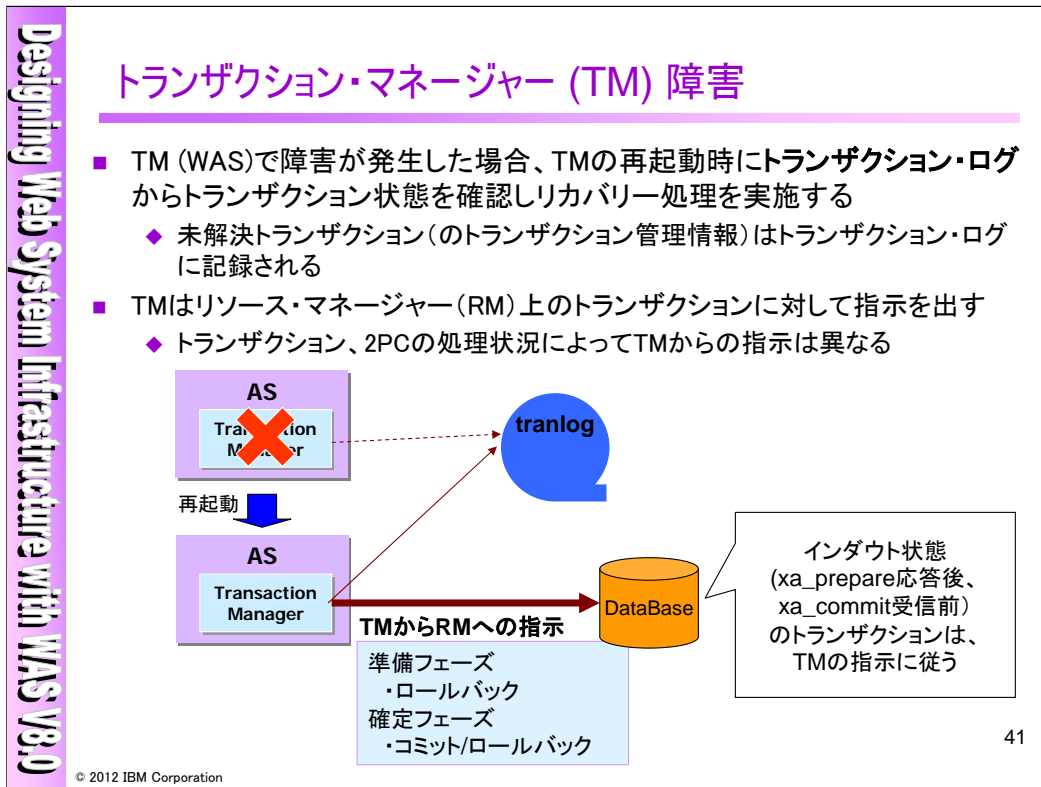 Designing Web System Infrastructure with WAS V8.0
トランザクション・マネージャー (TM) 障害
TM (WAS)で障害が発生した場合、TMの再起動時にトランザクション・ログ
からトランザクション状態を確認しリカバリー処理を実施する
未解決トランザクション（のトランザクション管理情報）はトランザクション・ログ
に記録される
TMはリソース・マネージャー（RM）上のトランザクションに対して指示を出す
トランザクション、2PCの処理状況によってTMからの指示は異なる
AS
Transaction
Manager
tranlog
再起動
AS
Transaction
Manager
DataBase
TMからRMへの指示
準備フェーズ
・ロールバック
確定フェーズ
・コミット/ロールバック
インダウト状態
(xa_prepare応答後、
xa_commit受信前）
のトランザクションは、
TMの指示に従う
41
© 2012 IBM Corporation